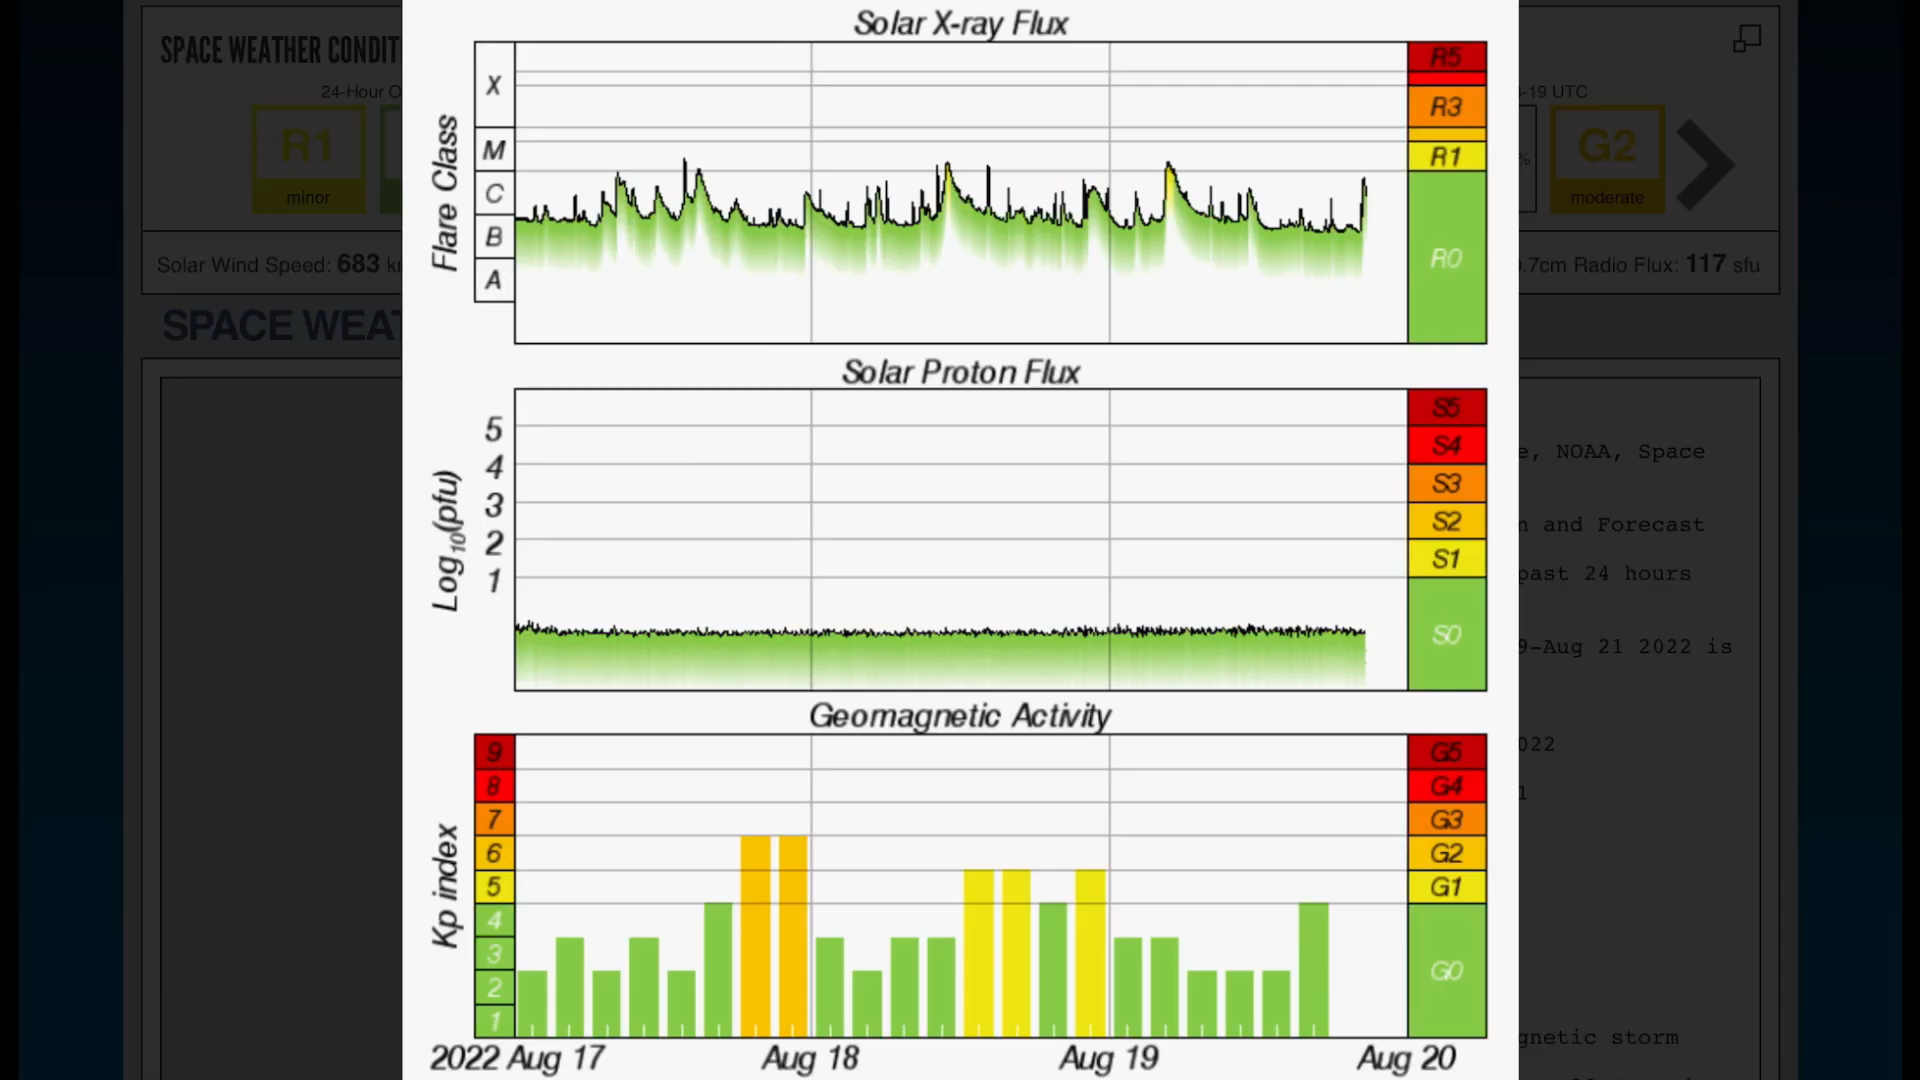 Solar X-ray Flux
SPACE WEATHER CONDIT
24-Hour O
R1
minor
-19 UTC
G2
moderate
Solar Wind Speed: 683 k
.7cm Radio Flux: 117 sfu
SPACE WEA
Flare Class
X
M
C
B
A
R5
R3
R1
R0
Solar Proton Flux
Log10(pfu)
5
4
3
2
1
S5
S4
S3
S2
S1
S0
e, NOAA, Space
n and Forecast
past 24 hours
9-Aug 21 2022 is
022
1
gnetic storm
Geomagnetic Activity
Kp index
9
8
7
6
5
4
3
2
1
G5
G4
G3
G2
G1
G0
2022 Aug 17
Aug 18
Aug 19
Aug 20